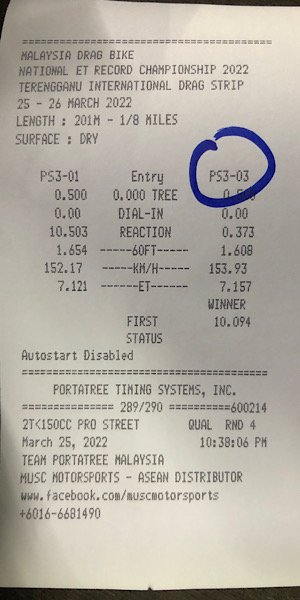 MALAYSIA DRAG BIKE
NATIONAL ET RECORD CHAMPIONSHIP 2022
TERENGGANU INTERNATIONAL DRAG STRIP
25 - 26 MARCH 2022
LENGTH : 201M - 1/8 MILES
SURFACE : DRY
PS3-01 Entry PS3-03
0.500 0.000 TREE 0.500
0.00 DIAL-IN 0.00
10.503 REACTION 0.373
1.654 -----60FT----- 1.608
152.17 -----KM/H----- 153.93
7.121 ------ET------ 7.157
WINNER
FIRST 10.094
STATUS
Autostart Disabled
PORTATREE TIMING SYSTEMS, INC.
============== 289/290 ==========600214
2T<150CC PRO STREET QUAL RND 4
March 25, 2022 10:38:06 PM
TEAM PORTATREE MALAYSIA
MUSC MOTORSPORTS - ASEAN DISTRIBUTOR
www.facebook.com/muscmotorsports
+6016-6681490